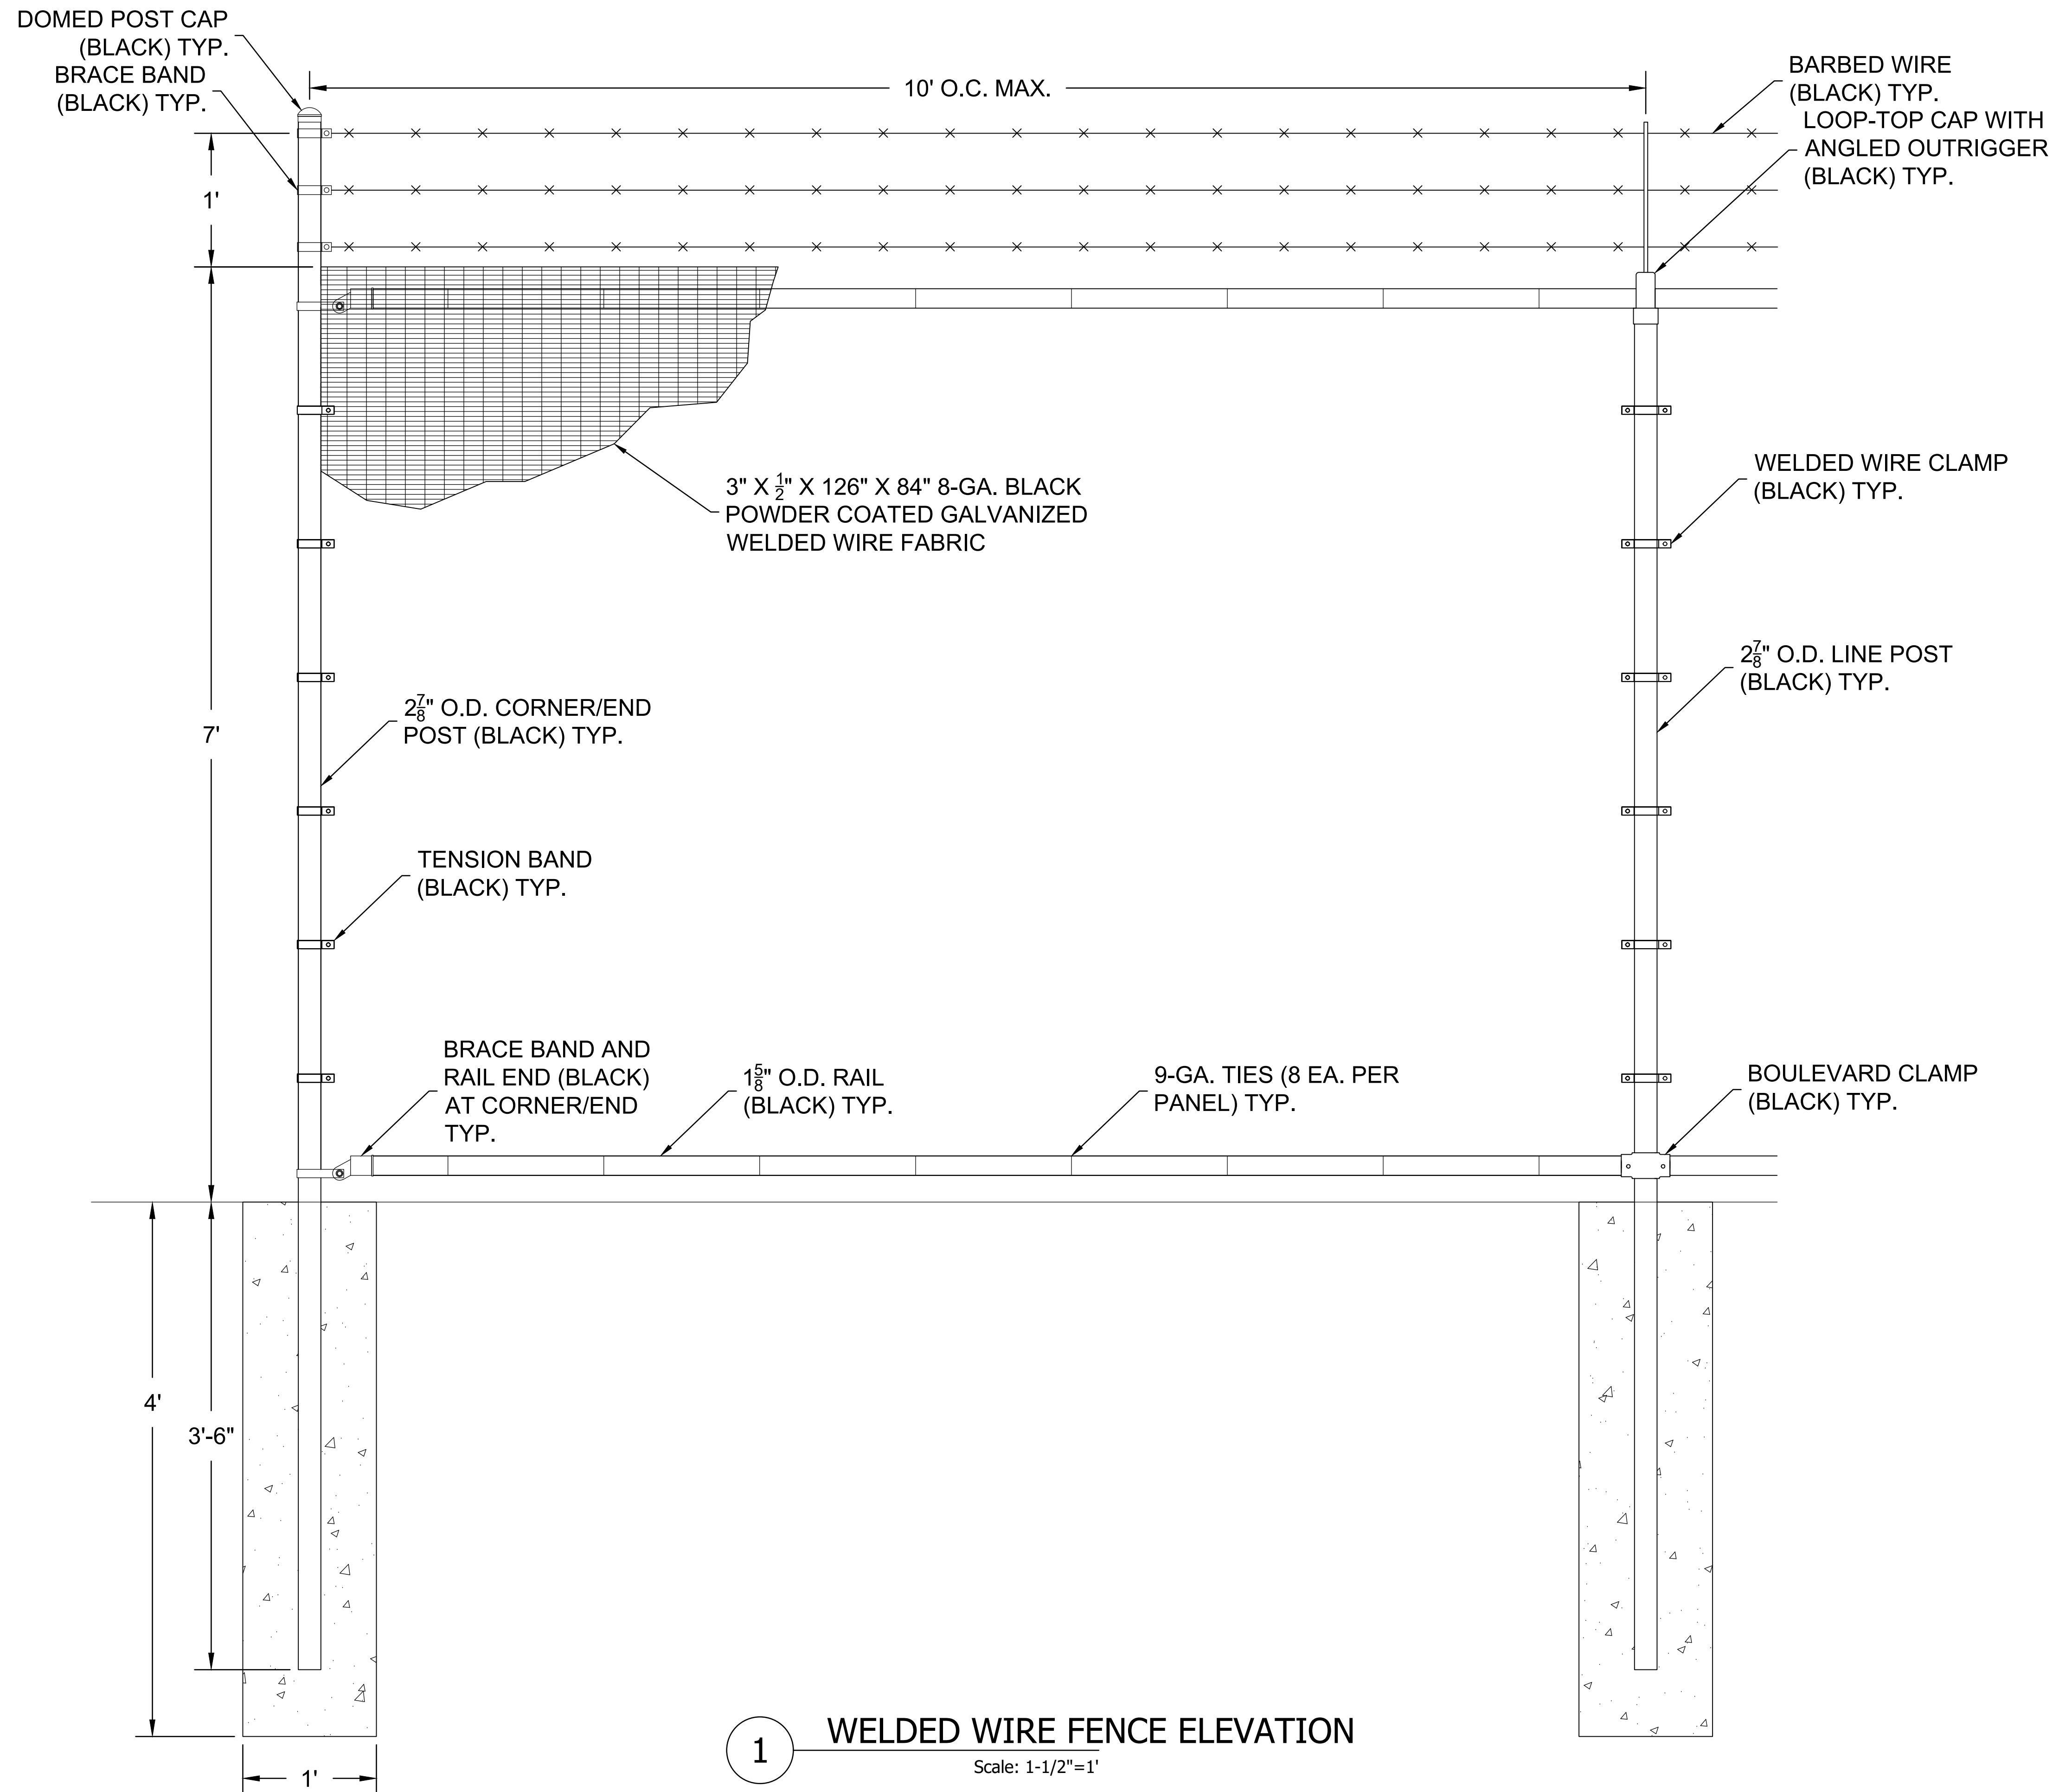 DOMED POST CAP
(BLACK) TYP.
BRACE BAND
(BLACK) TYP.
10' O.C. MAX.
BARBED WIRE
(BLACK) TYP.
LOOP-TOP CAP WITH
ANGLED OUTRIGGER
(BLACK) TYP.
1'
3" X 1/2" X 126" X 84" 8-GA. BLACK
POWDER COATED GALVANIZED
WELDED WIRE FABRIC
WELDED WIRE CLAMP
(BLACK) TYP.
2 7/8" O.D. LINE POST
(BLACK) TYP.
7'
2 7/8" O.D. CORNER/END
POST (BLACK) TYP.
TENSION BAND
(BLACK) TYP.
BRACE BAND AND
RAIL END (BLACK)
AT CORNER/END
TYP.
1 5/8" O.D. RAIL
(BLACK) TYP.
9-GA. TIES (8 EA. PER
PANEL) TYP.
BOULEVARD CLAMP
(BLACK) TYP.
4'
3'-6"
1'
1
WELDED WIRE FENCE ELEVATION
Scale: 1-1/2"=1'